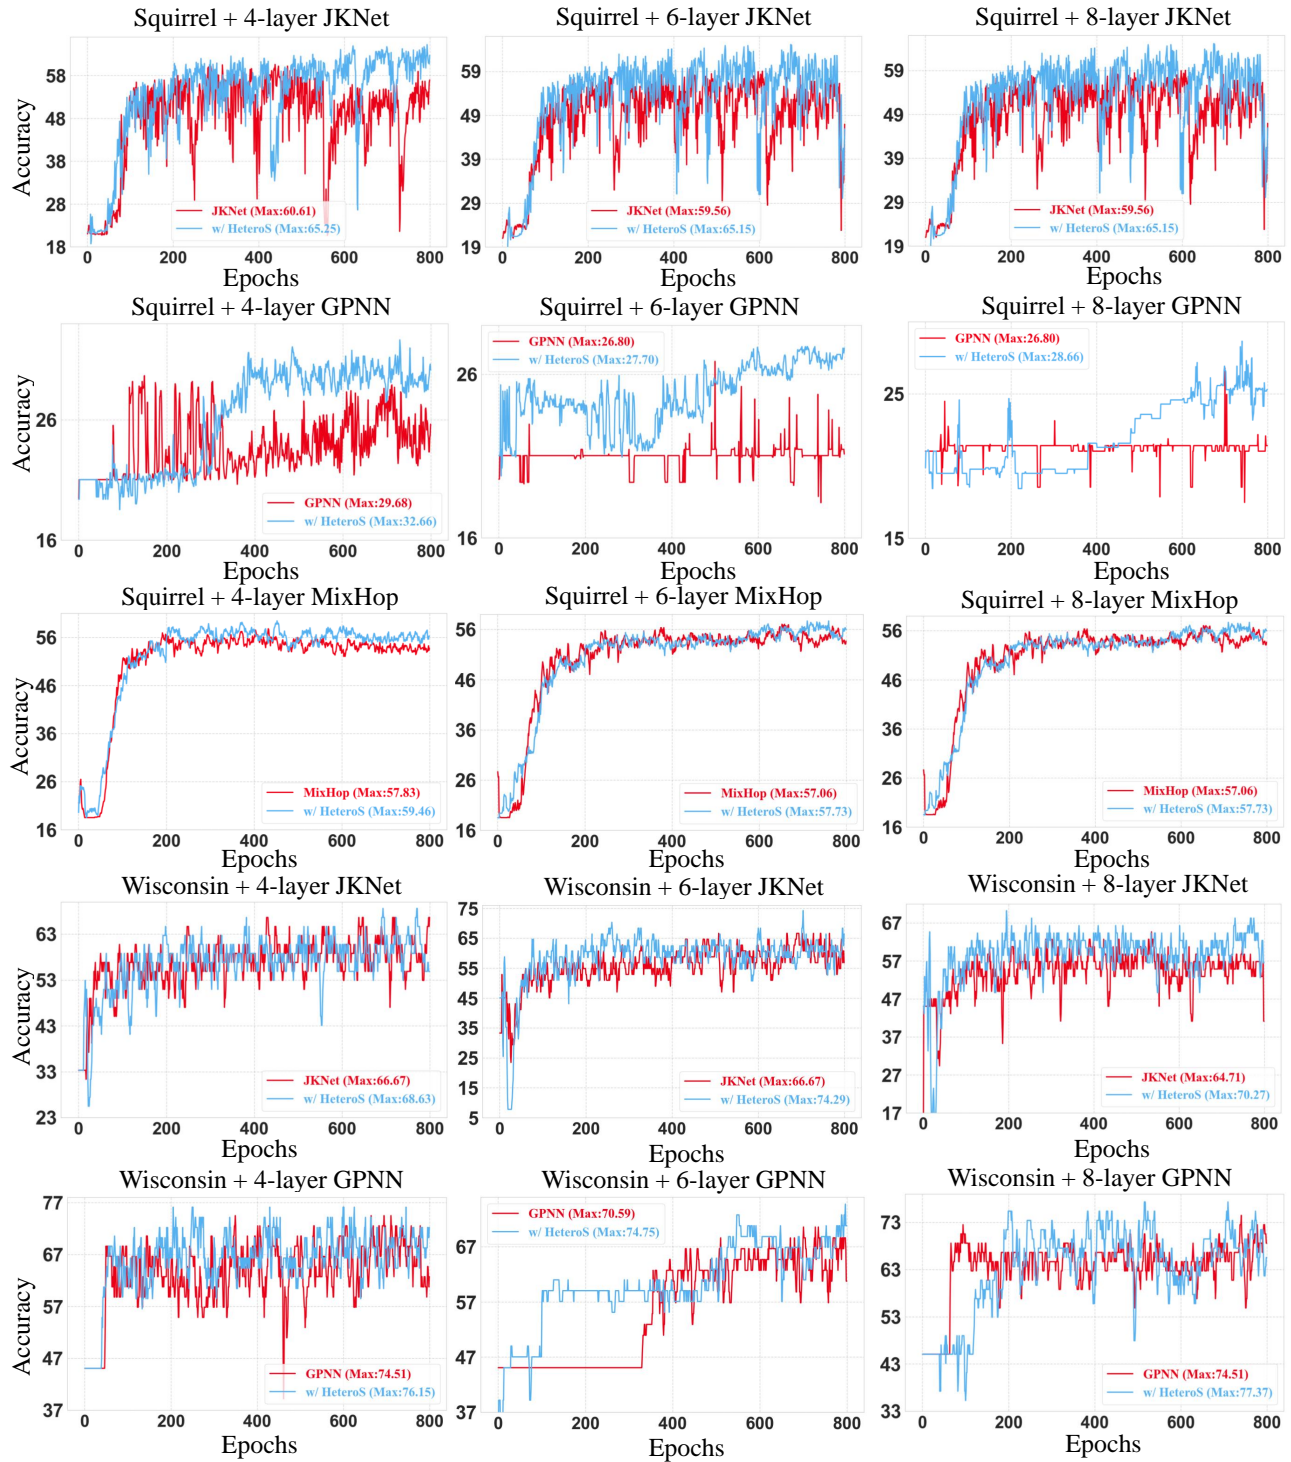 Squirrel + 4-layer JKNet
Accuracy
58
48
38
28
18
JKNet (Max:60.61)
w/ HeteroS (Max:65.25)
0 200 400 600 800
Epochs
Squirrel + 6-layer JKNet
59
49
39
29
19
JKNet (Max:59.56)
w/ HeteroS (Max:65.15)
0 200 400 600 800
Epochs
Squirrel + 8-layer JKNet
59
49
39
29
19
JKNet (Max:59.56)
w/ HeteroS (Max:65.15)
0 200 400 600 800
Epochs
Squirrel + 4-layer GPNN
Accuracy
26
16
GPNN (Max:29.68)
w/ HeteroS (Max:32.66)
0 200 400 600 800
Epochs
Squirrel + 6-layer GPNN
GPNN (Max:26.80)
w/ HeteroS (Max:27.70)
26
16
0 200 400 600 800
Epochs
Squirrel + 8-layer GPNN
GPNN (Max:26.80)
w/ HeteroS (Max:28.66)
25
15
0 200 400 600 800
Epochs
Squirrel + 4-layer MixHop
Accuracy
56
46
36
26
16
MixHop (Max:57.83)
w/ HeteroS (Max:59.46)
0 200 400 600 800
Epochs
Squirrel + 6-layer MixHop
56
46
36
26
16
MixHop (Max:57.06)
w/ HeteroS (Max:57.73)
0 200 400 600 800
Epochs
Squirrel + 8-layer MixHop
56
46
36
26
16
MixHop (Max:57.06)
w/ HeteroS (Max:57.73)
0 200 400 600 800
Epochs
Wisconsin + 4-layer JKNet
Accuracy
63
53
43
33
23
JKNet (Max:66.67)
w/ HeteroS (Max:68.63)
0 200 400 600 800
Epochs
Wisconsin + 6-layer JKNet
75
65
55
45
35
25
15
5
JKNet (Max:66.67)
w/ HeteroS (Max:74.29)
0 200 400 600 800
Epochs
Wisconsin + 8-layer JKNet
67
57
47
37
27
17
JKNet (Max:64.71)
w/ HeteroS (Max:70.27)
0 200 400 600 800
Epochs
Wisconsin + 4-layer GPNN
Accuracy
77
67
57
47
37
GPNN (Max:74.51)
w/ HeteroS (Max:76.15)
0 200 400 600 800
Epochs
Wisconsin + 6-layer GPNN
GPNN (Max:70.59)
w/ HeteroS (Max:74.75)
67
57
47
37
0 200 400 600 800
Epochs
Wisconsin + 8-layer GPNN
73
63
53
43
33
GPNN (Max:74.51)
w/ HeteroS (Max:77.37)
0 200 400 600 800
Epochs